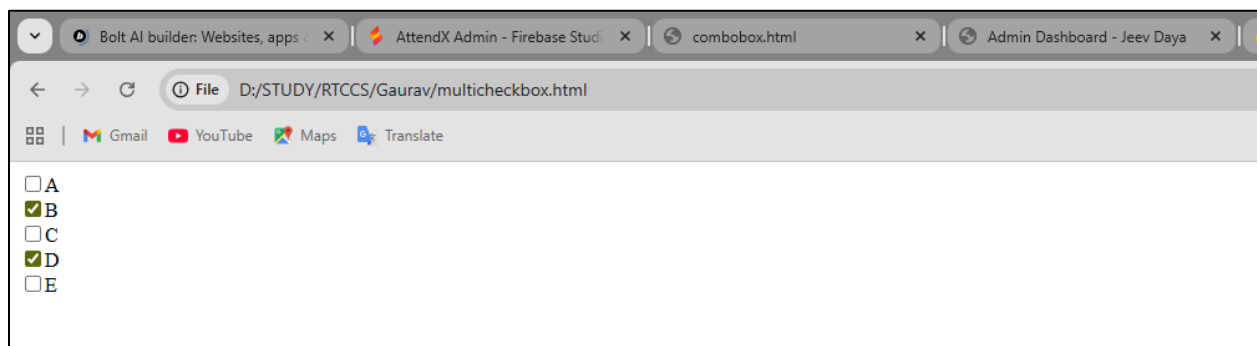 Bolt AI builder: Websites, apps & AttendX Admin - Firebase Studi combobox.html Admin Dashboard - Jeev Daya
File D:/STUDY/RTCCS/Gaurav/multicheckbox.html
Gmail YouTube Maps Translate
A
B
C
D
E